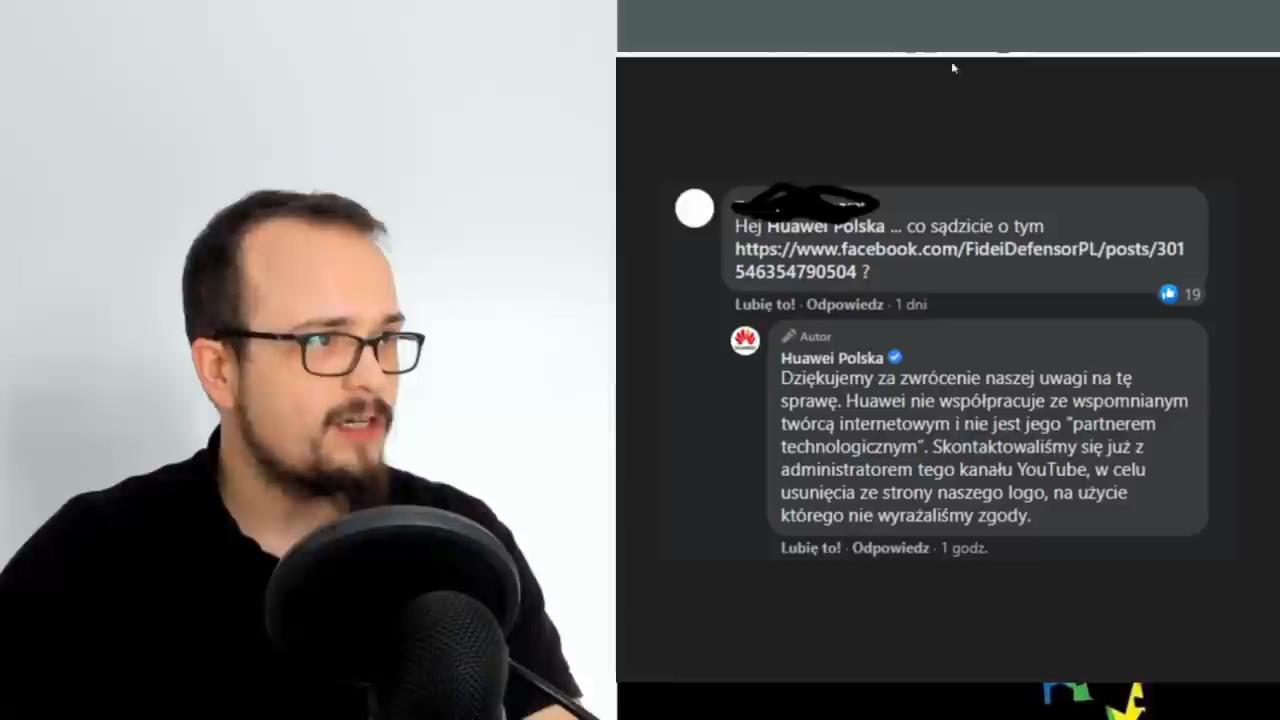 Hej Huawei Polska ... co sądzicie o tym
https://www.facebook.com/FideiDefensorPL/posts/301
546354790504 ?
19
Lubię to! · Odpowiedz · 1 dni
Autor
Huawei Polska
Dziękujemy za zwrócenie naszej uwagi na tę
sprawę. Huawei nie współpracuje ze wspomnianym
twórcą internetowym i nie jest jego “partnerem
technologicznym”. Skontaktowaliśmy się już z
administratorem tego kanału YouTube, w celu
usunięcia ze strony naszego logo, na użycie
którego nie wyrażaliśmy zgody.
Lubię to! · Odpowiedz · 1 godz.